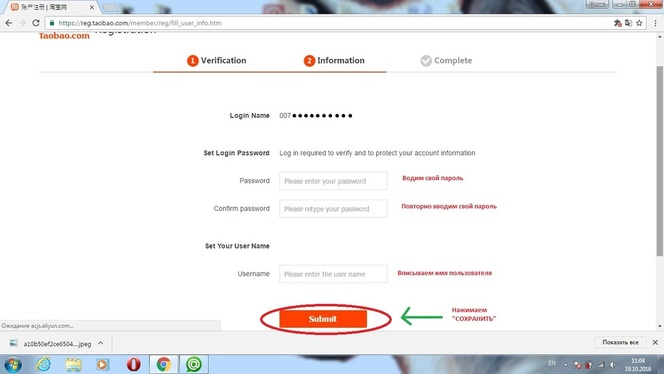 账户注册 | 淘宝网
https://reg.taobao.com/member/reg/fill_user_info.htm
Taobao.com Registration
1 Verification
2 Information
Complete
Login Name 007●●●●●●●●●●
Set Login Password Log in required to verify and to protect your account information
Password Please enter your password Водим свой пароль
Confirm password Please retype your password Повторно вводим свой пароль
Set Your User Name
Username Please enter the user name Вписываем имя пользователя
Submit
Нажимаем
"СОХРАНИТЬ"
Ожидание acjs.aliyun.com...
a10b50ef2ce6504....jpeg
Показать все
EN
11:04
19.10.2016